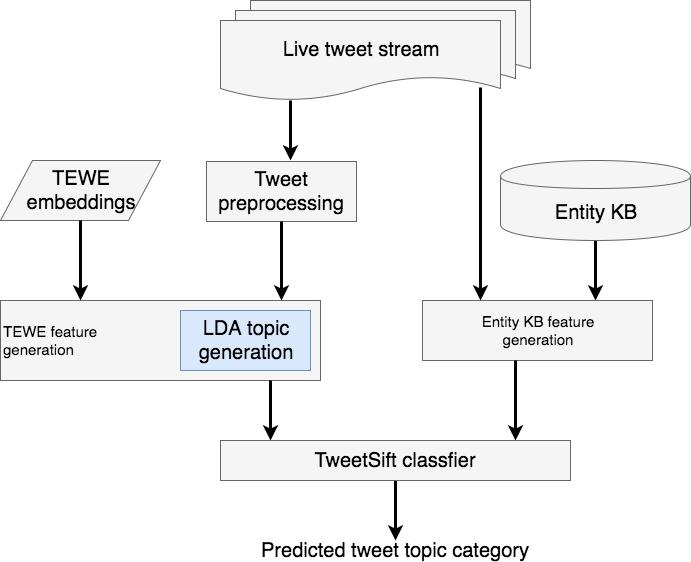 Live tweet stream
TEWE
embeddings
Tweet
preprocessing
Entity KB
TEWE feature
generation
LDA topic
generation
Entity KB feature
generation
TweetSift classfier
Predicted tweet topic category